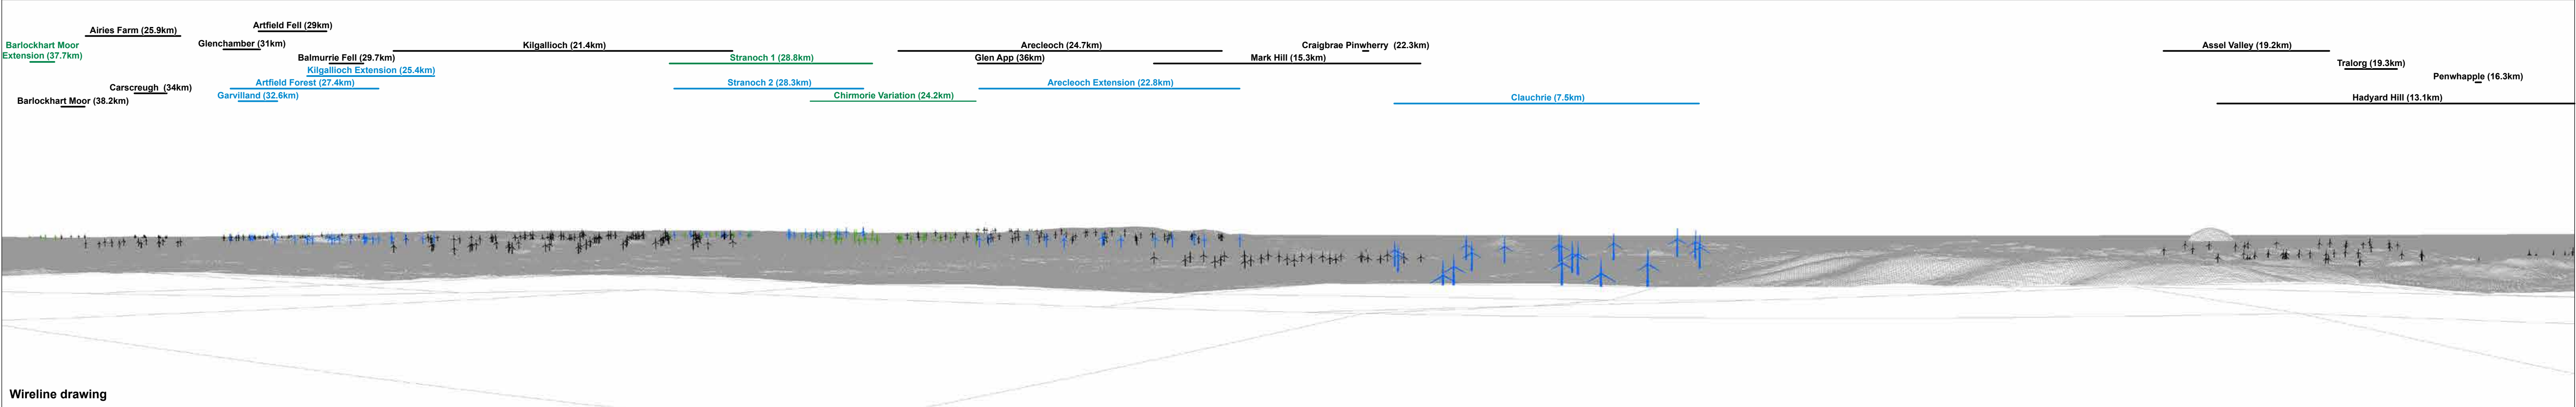 Artfield Fell (29km)
Airies Farm (25.9km)
Barlockhart Moor
Extension (37.7km)
Glenchamber (31km)
Kilgallioch (21.4km)
Arecleoch (24.7km)
Craigbrae Pinwherry (22.3km)
Assel Valley (19.2km)
Balmurrie Fell (29.7km)
Stranoch 1 (28.8km)
Glen App (36km)
Mark Hill (15.3km)
Tralorg (19.3km)
Kilgallioch Extension (25.4km)
Penwhapple (16.3km)
Carscreugh (34km)
Artfield Forest (27.4km)
Stranoch 2 (28.3km)
Arecleoch Extension (22.8km)
Barlockhart Moor (38.2km)
Garvilland (32.6km)
Chirmorie Variation (24.2km)
Clauchrie (7.5km)
Hadyard Hill (13.1km)
Wireline drawing